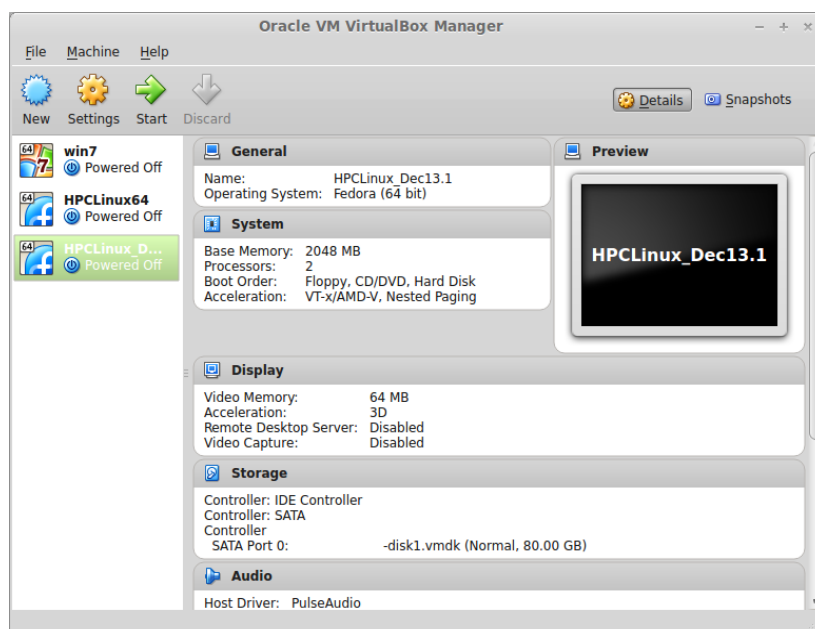 Oracle VM VirtualBox Manager
File Machine Help
New Settings Start Discard
Details Snapshots
64 7 win7
Powered Off
64 HPCLinux64
Powered Off
64 HPCLinux_D...
Powered Off
General
Name: HPCLinux_Dec13.1
Operating System: Fedora (64 bit)
System
Base Memory: 2048 MB
Processors: 2
Boot Order: Floppy, CD/DVD, Hard Disk
Acceleration: VT-x/AMD-V, Nested Paging
Preview
HPCLinux_Dec13.1
Display
Video Memory: 64 MB
Acceleration: 3D
Remote Desktop Server: Disabled
Video Capture: Disabled
Storage
Controller: IDE Controller
Controller: SATA
Controller
SATA Port 0: -disk1.vmdk (Normal, 80.00 GB)
Audio
Host Driver: PulseAudio